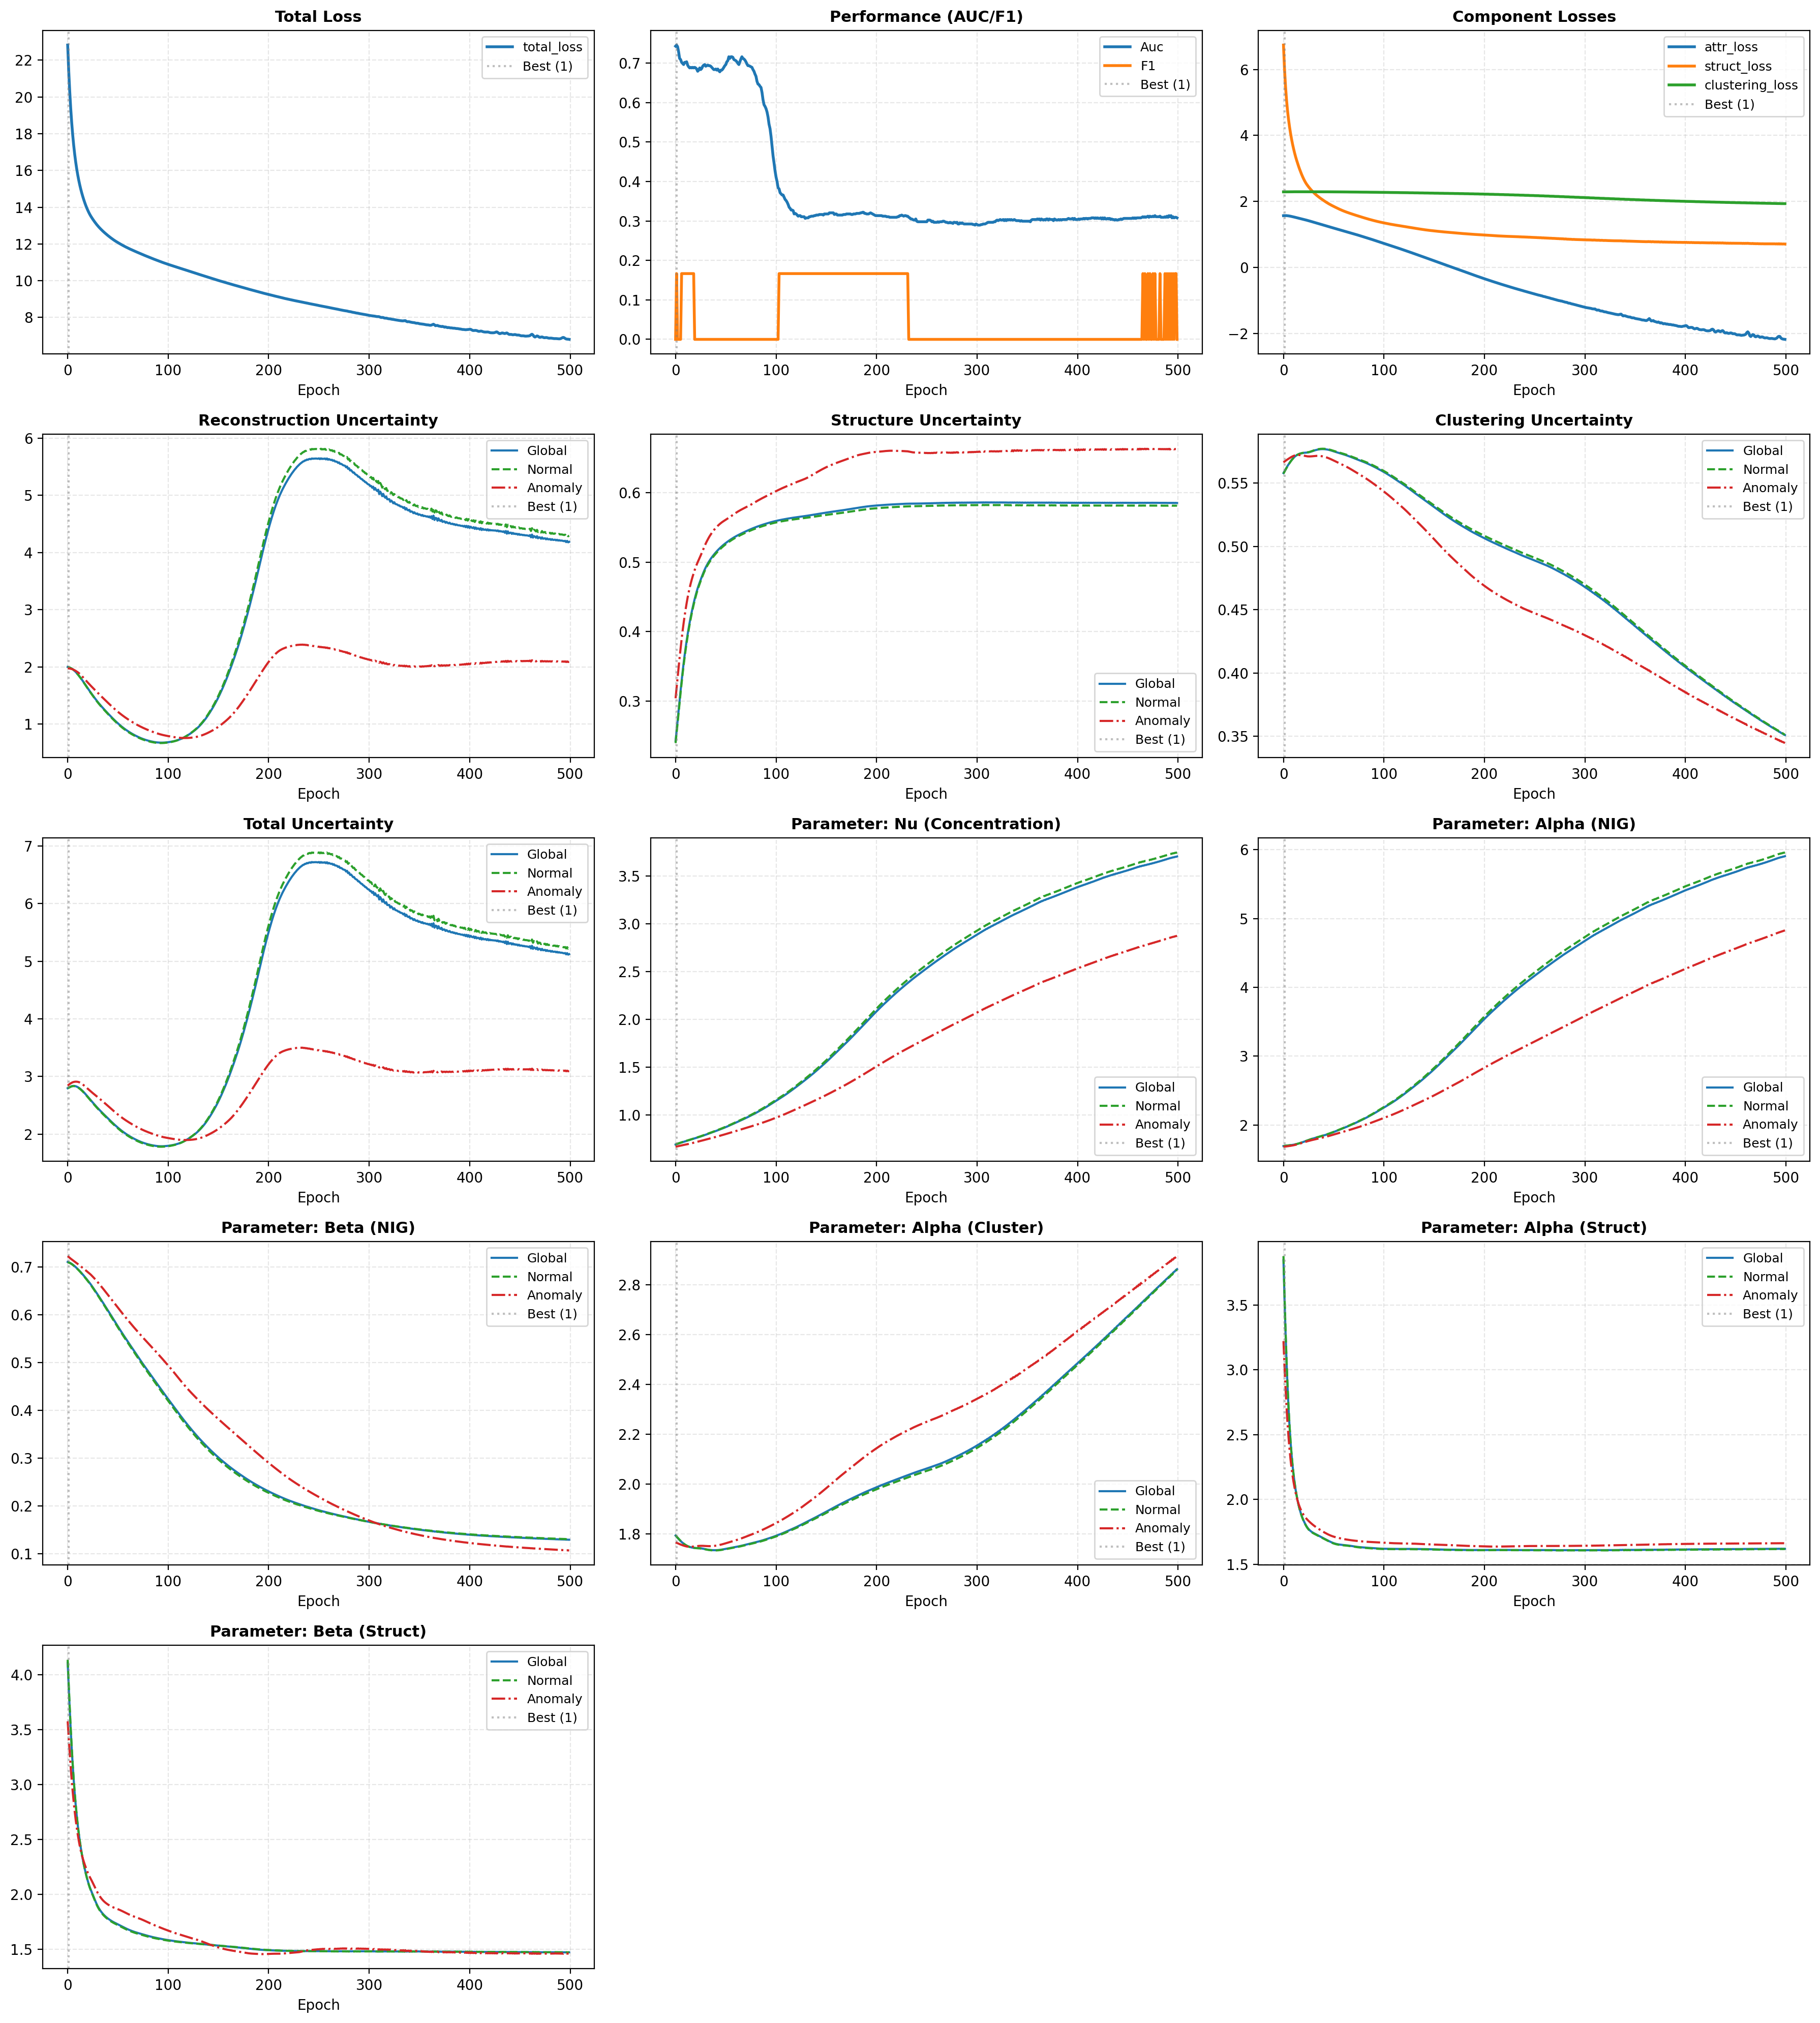 Total Loss
22
20
18
16
14
12
10
8
0
100
200
300
400
500
Epoch
total_loss
Best (1)
Performance (AUC/F1)
0.7
0.6
0.5
0.4
0.3
0.2
0.1
0.0
0
100
200
300
400
500
Epoch
Auc
F1
Best (1)
Component Losses
6
4
2
0
−2
0
100
200
300
400
500
Epoch
attr_loss
struct_loss
clustering_loss
Best (1)
Reconstruction Uncertainty
6
5
4
3
2
1
0
100
200
300
400
500
Epoch
Global
Normal
Anomaly
Best (1)
Structure Uncertainty
0.6
0.5
0.4
0.3
0
100
200
300
400
500
Epoch
Global
Normal
Anomaly
Best (1)
Clustering Uncertainty
0.55
0.50
0.45
0.40
0.35
0
100
200
300
400
500
Epoch
Global
Normal
Anomaly
Best (1)
Total Uncertainty
7
6
5
4
3
2
0
100
200
300
400
500
Epoch
Global
Normal
Anomaly
Best (1)
Parameter: Nu (Concentration)
3.5
3.0
2.5
2.0
1.5
1.0
0
100
200
300
400
500
Epoch
Global
Normal
Anomaly
Best (1)
Parameter: Alpha (NIG)
6
5
4
3
2
0
100
200
300
400
500
Epoch
Global
Normal
Anomaly
Best (1)
Parameter: Beta (NIG)
0.7
0.6
0.5
0.4
0.3
0.2
0.1
0
100
200
300
400
500
Epoch
Global
Normal
Anomaly
Best (1)
Parameter: Alpha (Cluster)
2.8
2.6
2.4
2.2
2.0
1.8
0
100
200
300
400
500
Epoch
Global
Normal
Anomaly
Best (1)
Parameter: Alpha (Struct)
3.5
3.0
2.5
2.0
1.5
0
100
200
300
400
500
Epoch
Global
Normal
Anomaly
Best (1)
Parameter: Beta (Struct)
4.0
3.5
3.0
2.5
2.0
1.5
0
100
200
300
400
500
Epoch
Global
Normal
Anomaly
Best (1)